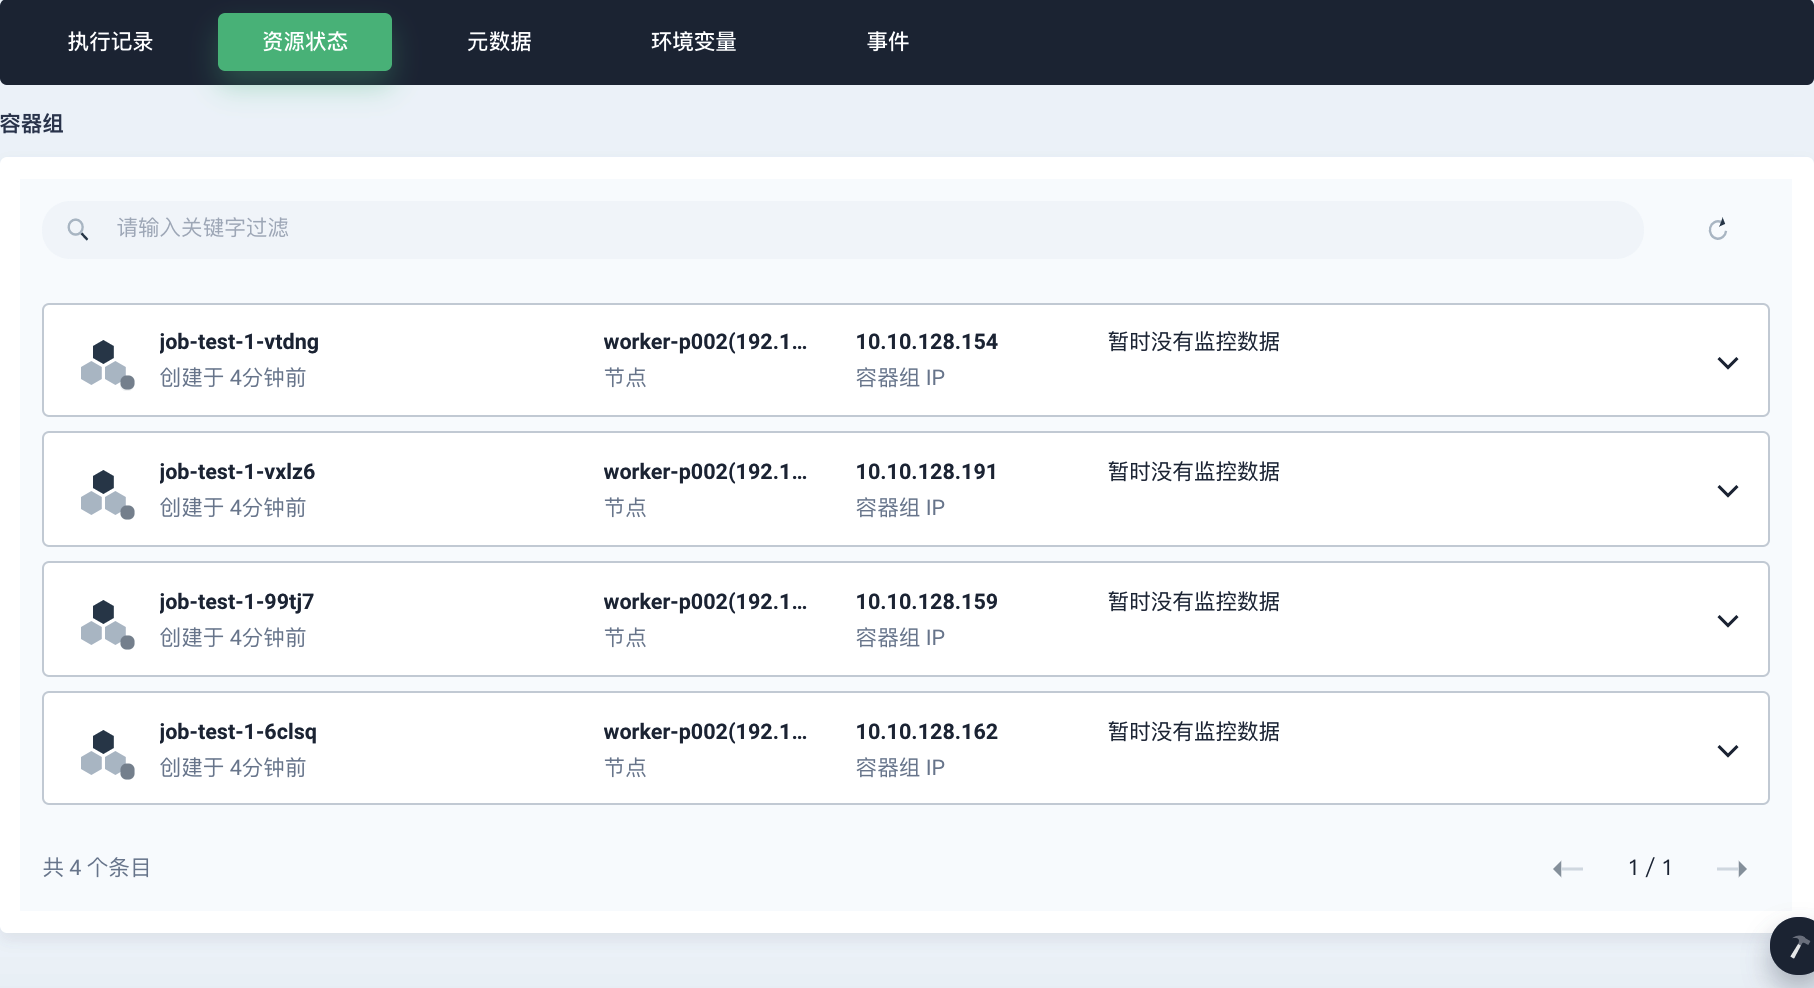 执行记录 资源状态 元数据 环境变量 事件
容器组
请输入关键字过滤
job-test-1-vtdng worker-p002(192.1... 10.10.128.154 暂时没有监控数据
创建于 4分钟前 节点 容器组 IP
job-test-1-vxlz6 worker-p002(192.1... 10.10.128.191 暂时没有监控数据
创建于 4分钟前 节点 容器组 IP
job-test-1-99tj7 worker-p002(192.1... 10.10.128.159 暂时没有监控数据
创建于 4分钟前 节点 容器组 IP
job-test-1-6clsq worker-p002(192.1... 10.10.128.162 暂时没有监控数据
创建于 4分钟前 节点 容器组 IP
共 4 个条目 1 / 1